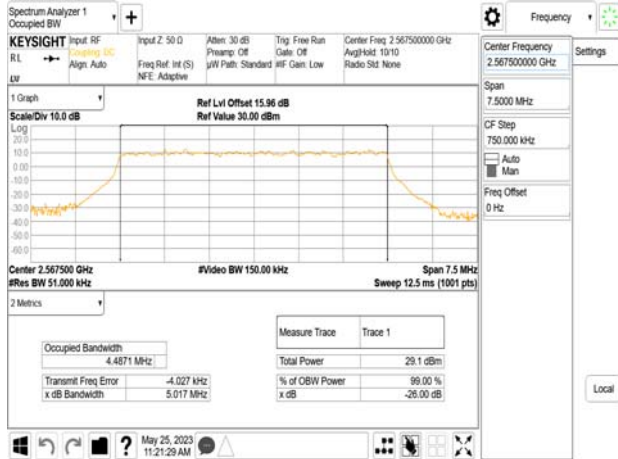 Spectrum Analyzer 1
Occupied BW
+
KEYSIGHT
RL
Input: RF
Coupling: DC
Align: Auto
Input Z: 50 Ω
Freq Ref: Int (S)
NFE: Adaptive
Atten: 30 dB
Preamp: Off
µW Path: Standard
Trig: Free Run
Gate: Off
#IF Gain: Low
Center Freq: 2.567500000 GHz
Avg|Hold: 10/10
Radio Std: None
1 Graph
Scale/Div 10.0 dB
Ref Lvl Offset 15.96 dB
Ref Value 30.00 dBm
Log
20.0
10.0
0.00
-10.0
-20.0
-30.0
-40.0
-50.0
-60.0
Center 2.567500 GHz
#Video BW 150.00 kHz
Span 7.5 MHz
#Res BW 51.000 kHz
Sweep 12.5 ms (1001 pts)
2 Metrics
Occupied Bandwidth
4.4871 MHz
Transmit Freq Error -4.027 kHz
x dB Bandwidth 5.017 MHz
Measure Trace Trace 1
Total Power 29.1 dBm
% of OBW Power 99.00 %
x dB -26.00 dB
?
May 25, 2023
11:21:29 AM
Frequency
Center Frequency
2.567500000 GHz
Settings
Span
7.5000 MHz
CF Step
750.000 kHz
Auto
Man
Freq Offset
0 Hz
Local